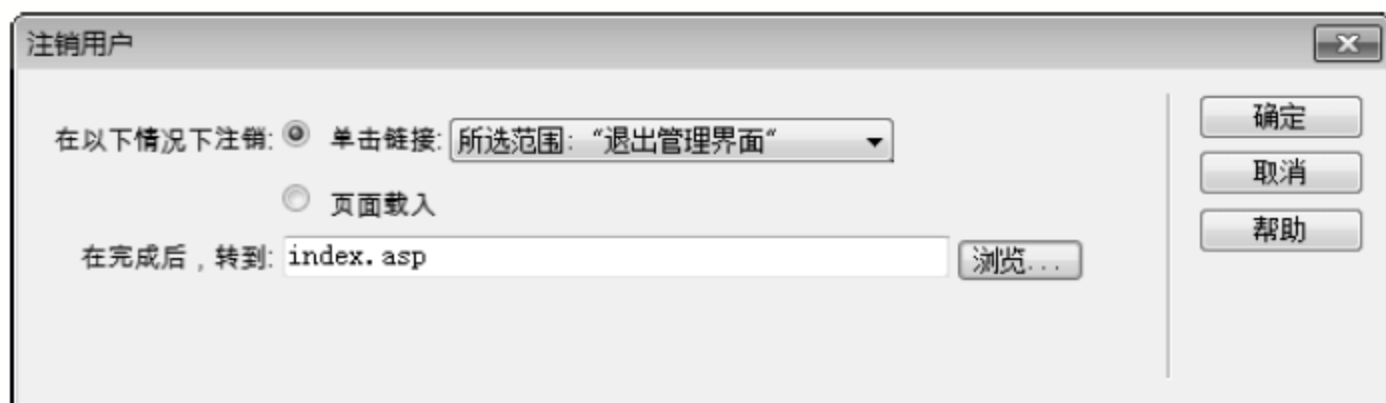 注销用户
在以下情况下注销: 单击链接: 所选范围: “退出管理界面” 确定
取消
页面载入
帮助
在完成后，转到: index.asp 浏览...